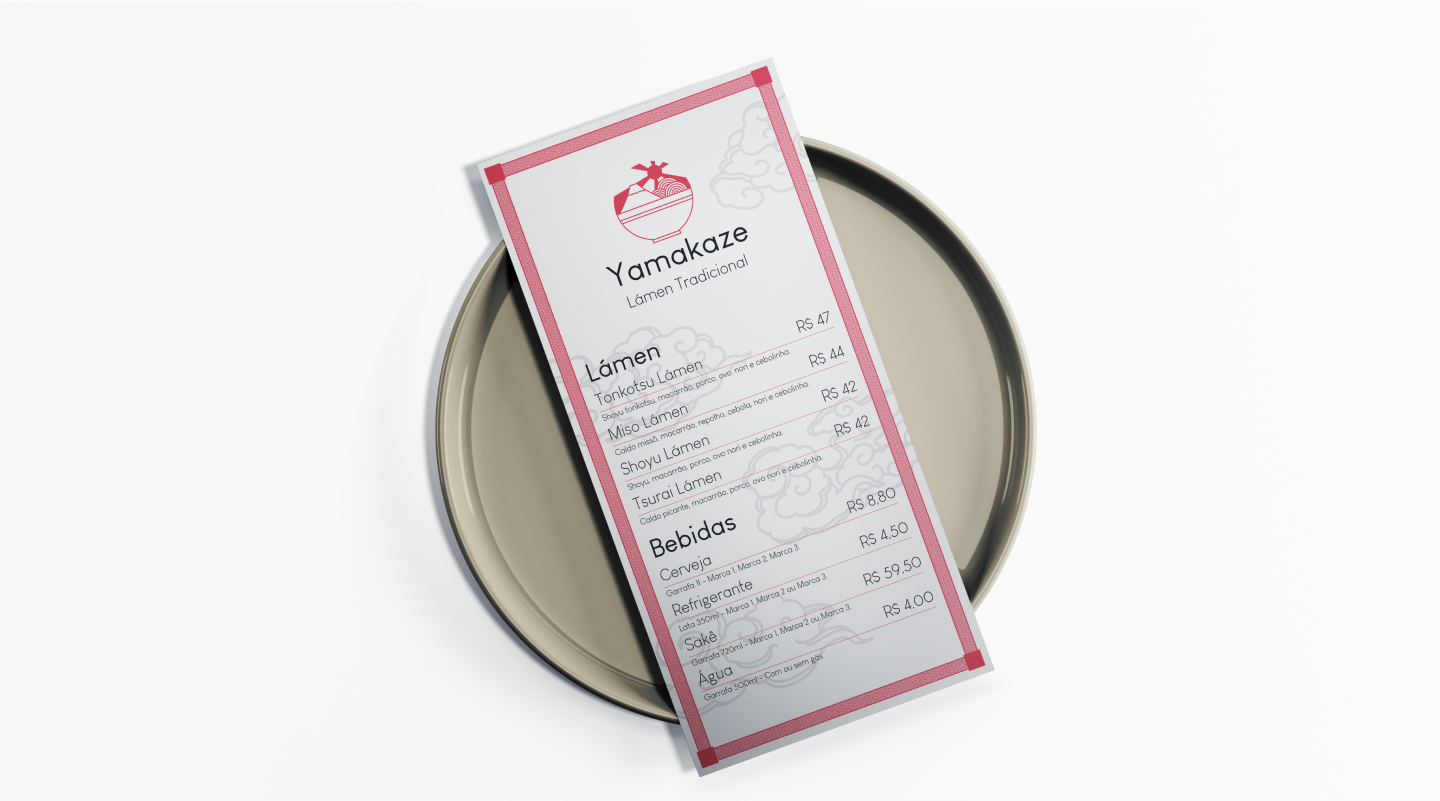 Yamakaze
Lámen Tradicional
Lámen
Tonkotsu Lámen R$ 47
Shoyu tonkotsu, macarrão, porco, ovo, nori e cebolinha.
Miso Lámen R$ 44
Caldo missô, macarrão, repolho, cebola, nori e cebolinha.
Shoyu Lámen R$ 42
Shoyu, macarrão, porco, ovo nori e cebolinha.
Tsurai Lámen R$ 42
Caldo picante, macarrão, porco, ovo nori e cebolinha.
Bebidas
Cerveja R$ 8,80
Garrafa 1l - Marca 1, Marca 2, Marca 3.
Refrigerante R$ 4,50
Lata 350ml - Marca 1, Marca 2 ou Marca 3
Sakê R$ 59,50
Garrafa 720ml - Marca 1, Marca 2 ou Marca 3.
Água R$ 4,00
Garrafa 500ml - Com ou sem gás